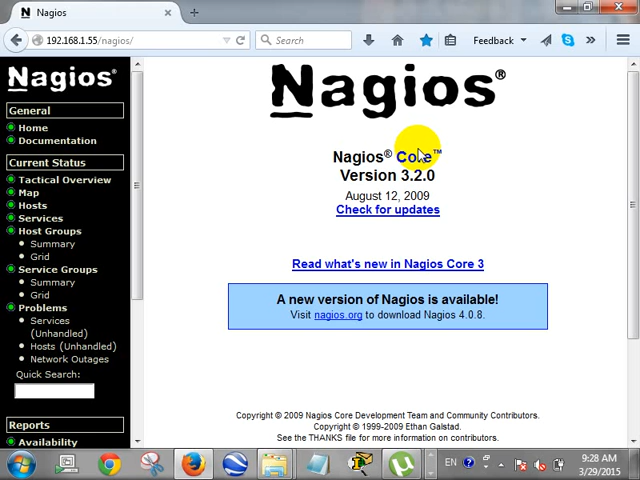 Nagios
192.168.1.55/nagios/
Search
Feedback
Nagios®
General
Home
Documentation
Current Status
Tactical Overview
Map
Hosts
Services
Host Groups
Summary
Grid
Service Groups
Summary
Grid
Problems
Services
(Unhandled)
Hosts (Unhandled)
Network Outages
Quick Search:
Reports
Availability
Nagios®
Nagios® Core™
Version 3.2.0
August 12, 2009
Check for updates
Read what's new in Nagios Core 3
A new version of Nagios is available!
Visit nagios.org to download Nagios 4.0.8.
Copyright © 2009 Nagios Core Development Team and Community Contributors.
Copyright © 1999-2009 Ethan Galstad.
See the THANKS file for more information on contributors.
EN
9:28 AM
3/29/2015